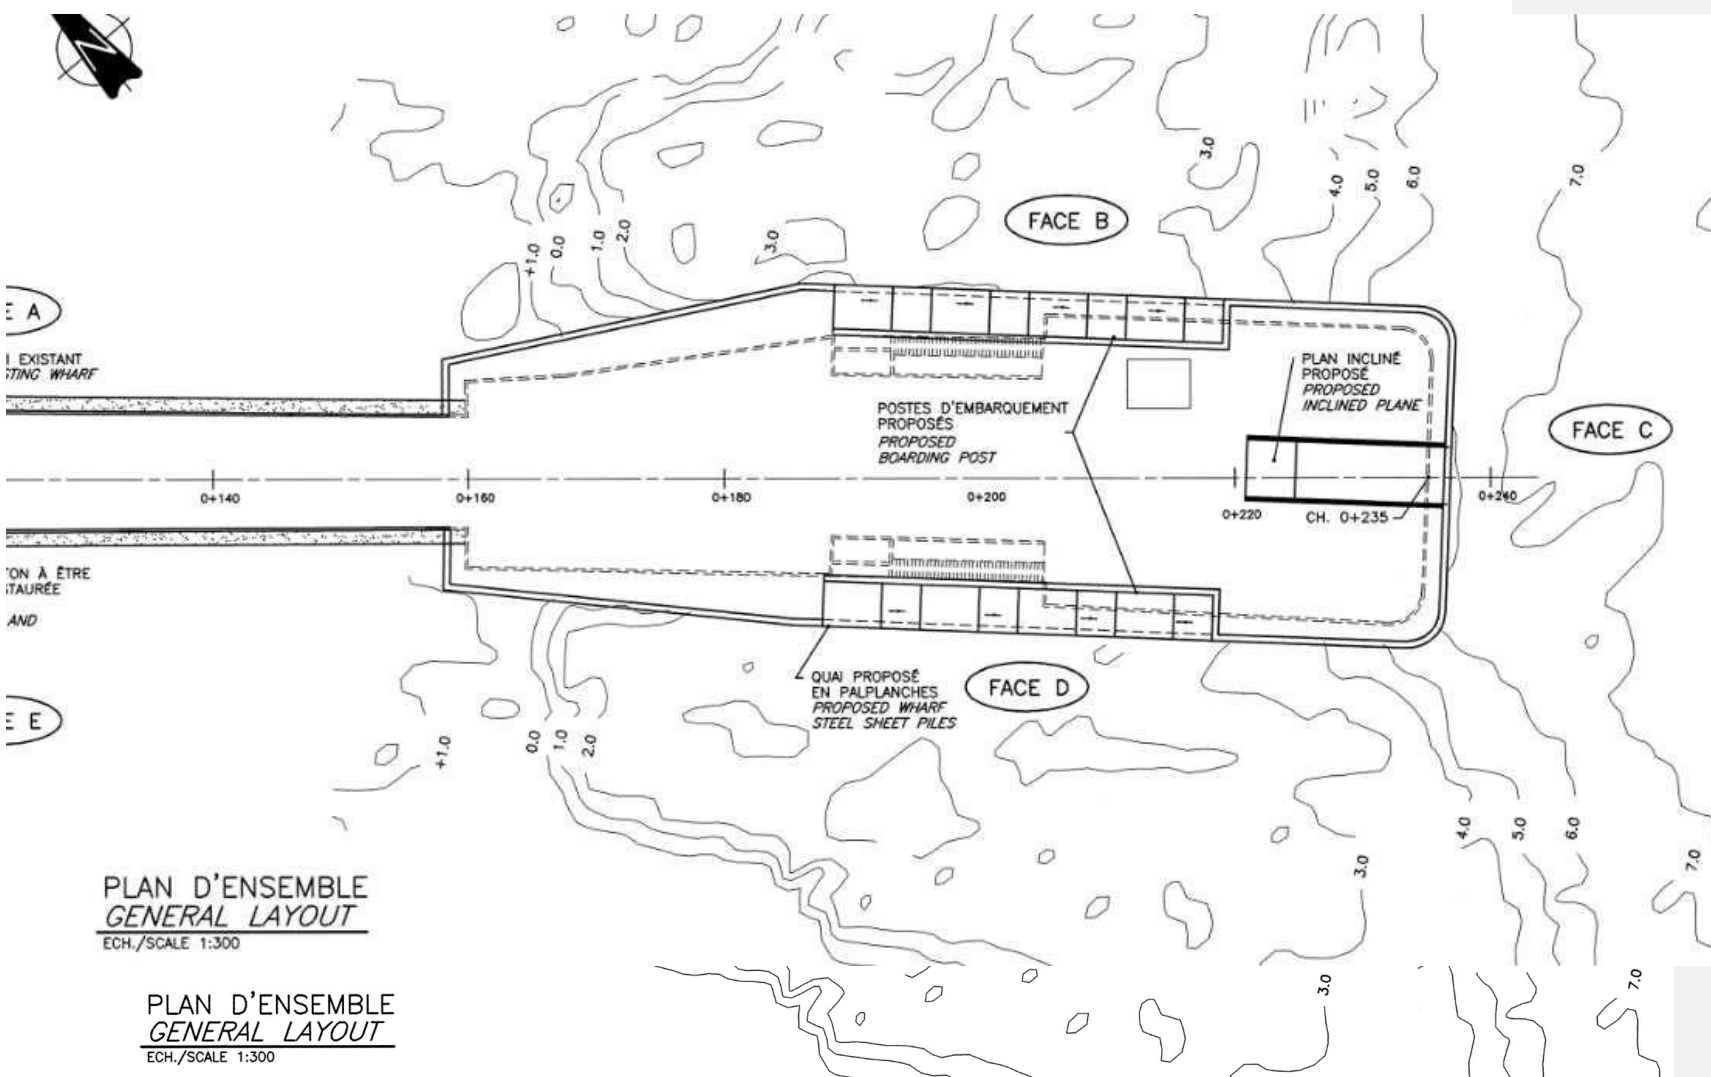 N
3.0
4.0
5.0
6.0
7.0
FACE B
+1.0
0.0
1.0
2.0
3.0
E A
EXISTANT
STING WHARF
PLAN INCLINÉ
PROPOSÉ
PROPOSED
INCLINED PLANE
POSTES D'EMBARQUEMENT
PROPOSÉS
PROPOSED
BOARDING POST
FACE C
0+140
0+160
0+180
0+200
0+220
CH. 0+235
0+240
TON À ÊTRE
STAURÉE
AND
QUAI PROPOSÉ
EN PALPLANCHES
PROPOSED WHARF
STEEL SHEET PILES
FACE D
E E
+1.0
0.0
1.0
2.0
3.0
4.0
5.0
6.0
7.0
PLAN D'ENSEMBLE
GENERAL LAYOUT
ECH./SCALE 1:300
3.0
7.0
PLAN D'ENSEMBLE
GENERAL LAYOUT
ECH./SCALE 1:300